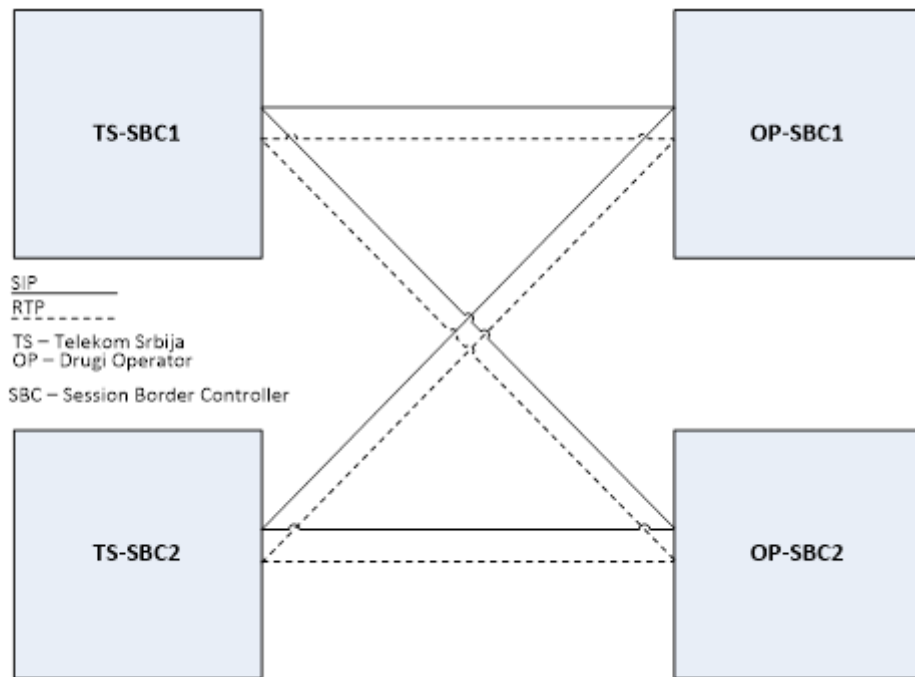 TS-SBC1
OP-SBC1
SIP
RTP
TS – Telekom Srbija
OP – Drugi Operator
SBC – Session Border Controller
TS-SBC2
OP-SBC2